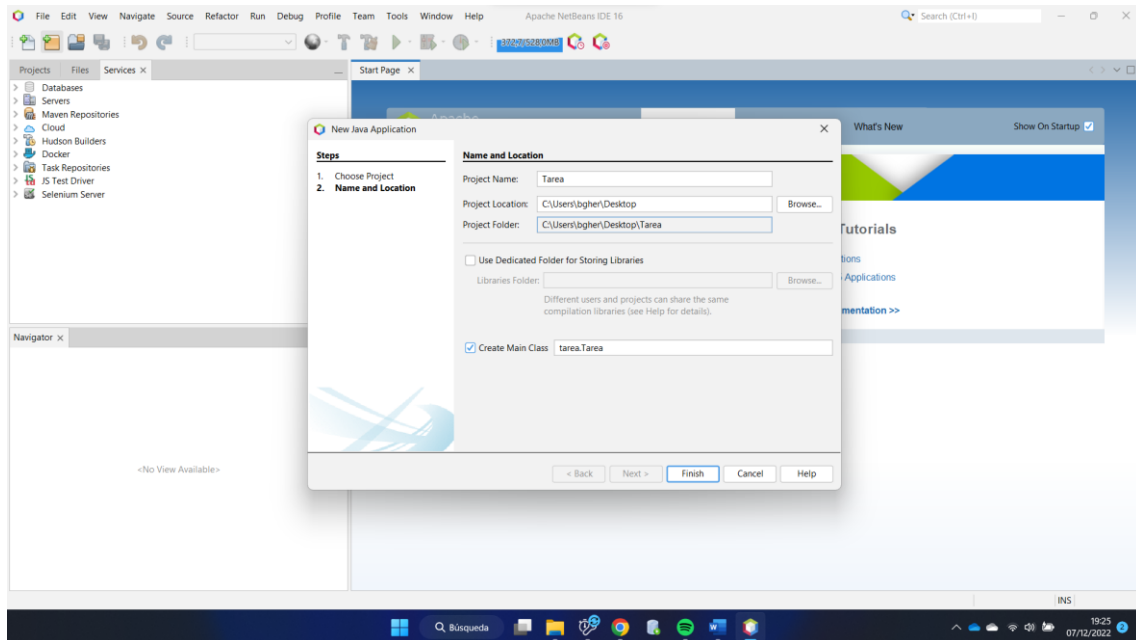 File Edit View Navigate Source Refactor Run Debug Profile Team Tools Window Help Apache NetBeans IDE 16 Search (Ctrl+I)
Projects Files Services
Start Page
Databases
Servers
Maven Repositories
Cloud
Hudson Builders
Docker
Task Repositories
JS Test Driver
Selenium Server
Apache
What's New
Show On Startup
Tutorials
tions
Applications
mentation >>
New Java Application
Steps
1. Choose Project
2. Name and Location
Name and Location
Project Name: Tarea
Project Location: C:\Users\bgher\Desktop Browse...
Project Folder: C:\Users\bgher\Desktop\Tarea
Use Dedicated Folder for Storing Libraries
Libraries Folder: Browse...
Different users and projects can share the same
compilation libraries (see Help for details).
Create Main Class tarea.Tarea
< Back Next > Finish Cancel Help
Navigator
<No View Available>
INS
Búsqueda
19:25
07/12/2022
2